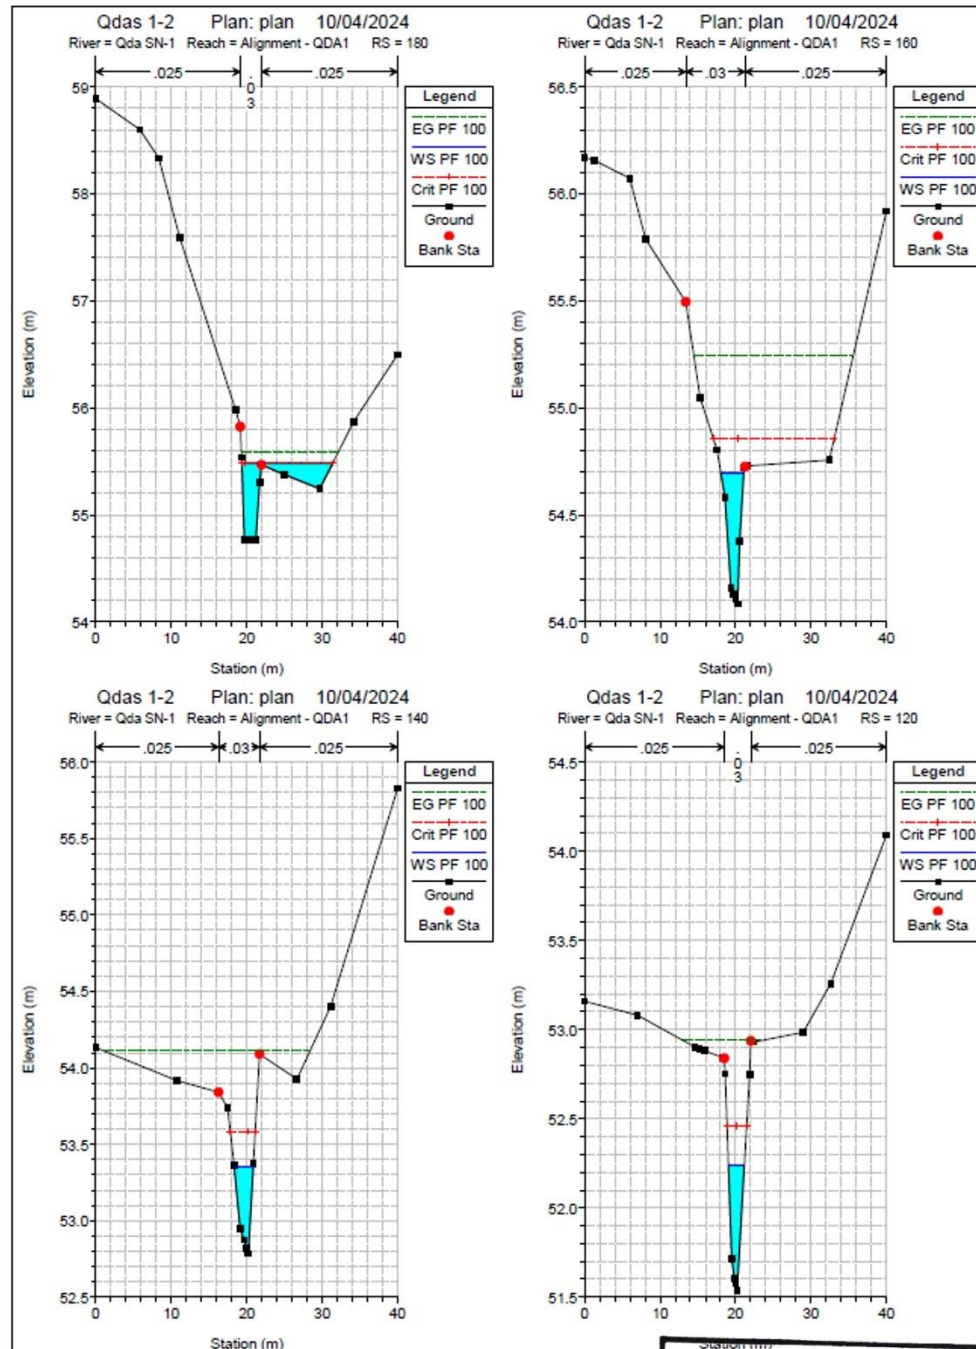 Qdas 1-2 Plan: plan 10/04/2024
River = Qda SN-1 Reach = Alignment - QDA1 RS = 180
.025
.03
.025
Legend
EG PF 100
WS PF 100
Crit PF 100
Ground
Bank Sta
Elevation (m)
59
58
57
56
55
54
0 10 20 30 40
Station (m)
Qdas 1-2 Plan: plan 10/04/2024
River = Qda SN-1 Reach = Alignment - QDA1 RS = 160
.025 .03 .025
Legend
EG PF 100
Crit PF 100
WS PF 100
Ground
Bank Sta
Elevation (m)
56.5
56.0
55.5
55.0
54.5
54.0
0 10 20 30 40
Station (m)
Qdas 1-2 Plan: plan 10/04/2024
River = Qda SN-1 Reach = Alignment - QDA1 RS = 140
.025 .03 .025
Legend
EG PF 100
Crit PF 100
WS PF 100
Ground
Bank Sta
Elevation (m)
56.0
55.5
55.0
54.5
54.0
53.5
53.0
52.5
0 10 20 30 40
Station (m)
Qdas 1-2 Plan: plan 10/04/2024
River = Qda SN-1 Reach = Alignment - QDA1 RS = 120
.025
.03
.025
Legend
EG PF 100
Crit PF 100
WS PF 100
Ground
Bank Sta
Elevation (m)
54.5
54.0
53.5
53.0
52.5
52.0
51.5
0 10 20 30 40
Station (m)